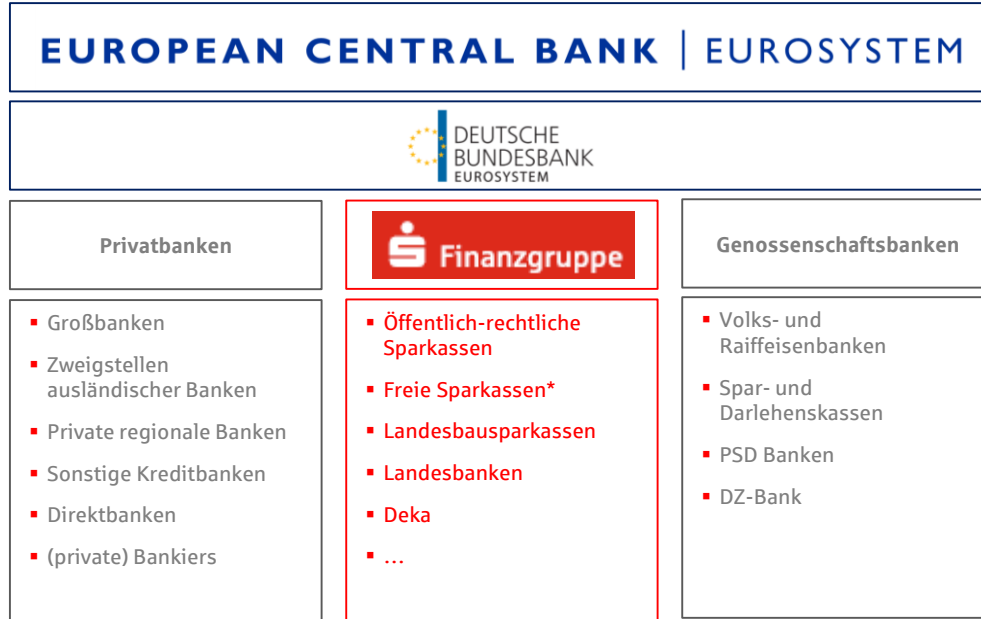 EUROPEAN CENTRAL BANK | EUROSYSTEM
DEUTSCHE
BUNDESBANK
EUROSYSTEM
Privatbanken
Finanzgruppe
Genossenschaftsbanken
▪ Großbanken
▪ Zweigstellen
ausländischer Banken
▪ Private regionale Banken
▪ Sonstige Kreditbanken
▪ Direktbanken
▪ (private) Bankiers
▪ Öffentlich-rechtliche
Sparkassen
▪ Freie Sparkassen*
▪ Landesbausparkassen
▪ Landesbanken
▪ Deka
▪ ...
▪ Volks- und
Raiffeisenbanken
▪ Spar- und
Darlehenskassen
▪ PSD Banken
▪ DZ-Bank